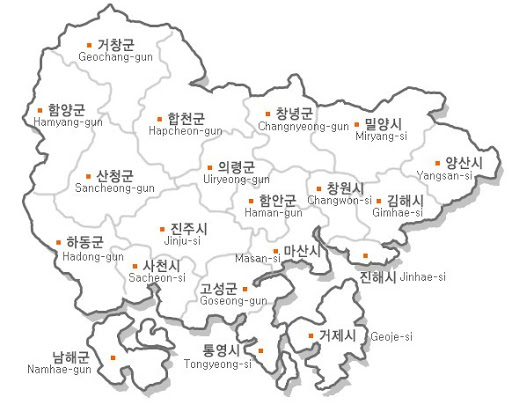 거창군
Geochang-gun
함양군
Hamyang-gun
합천군
Hapcheon-gun
창녕군
Changnyeong-gun
밀양시
Miryang-si
양산시
Yangsan-si
산청군
Sancheong-gun
의령군
Uiryeong-gun
함안군
Haman-gun
창원시
Changwon-si
김해시
Gimhae-si
진주시
Jinju-si
하동군
Hadong-gun
사천시
Sacheon-si
마산시
Masan-si
진해시 Jinhae-si
고성군
Goseong-gun
남해군
Namhae-gun
통영시
Tongyeong-si
거제시 Geoje-si